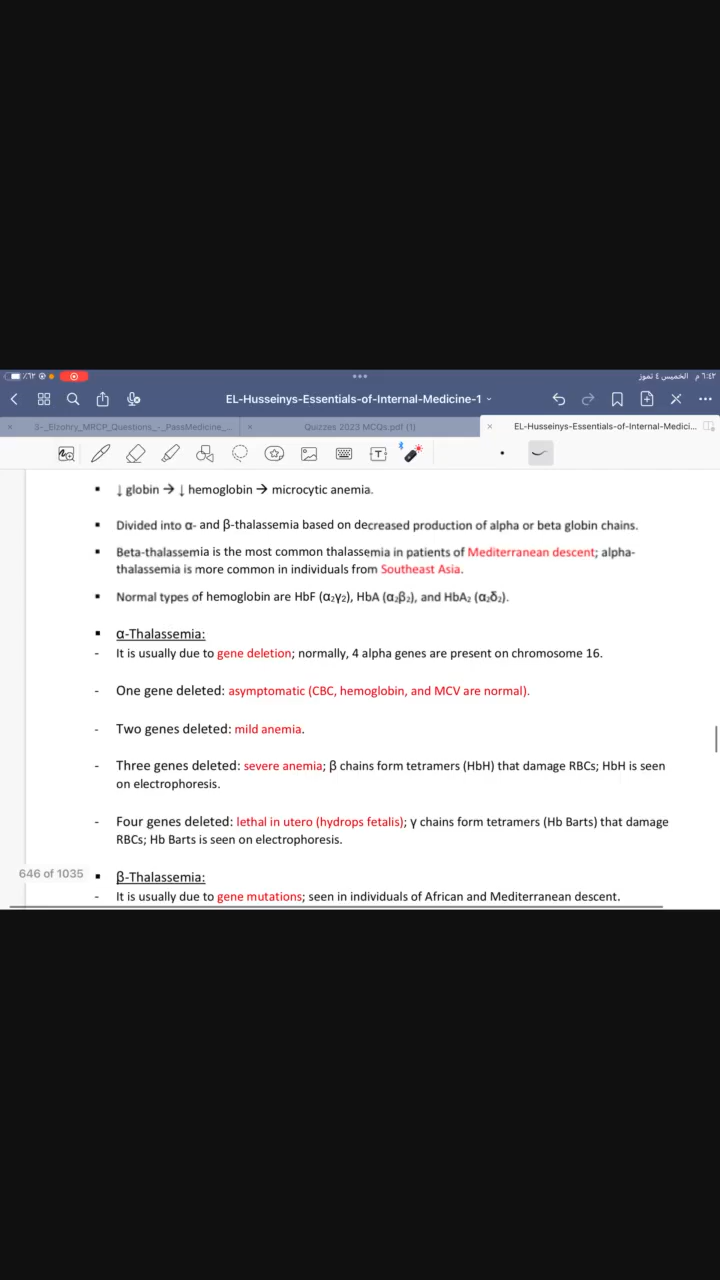 ٪٦٢
٦:٤٢ م الخميس ٤ تموز
EL-Husseinys-Essentials-of-Internal-Medicine-1
3-_Elzohry_MRCP_Questions_-_PassMedicine_...
Quizzes 2023 MCQs.pdf (1)
EL-Husseinys-Essentials-of-Internal-Medici...
▪ ↓ globin → ↓ hemoglobin → microcytic anemia.
▪ Divided into α- and β-thalassemia based on decreased production of alpha or beta globin chains.
▪ Beta-thalassemia is the most common thalassemia in patients of Mediterranean descent; alpha-
thalassemia is more common in individuals from Southeast Asia.
▪ Normal types of hemoglobin are HbF (α₂γ₂), HbA (α₂β₂), and HbA₂ (α₂δ₂).
▪ α-Thalassemia:
- It is usually due to gene deletion; normally, 4 alpha genes are present on chromosome 16.
- One gene deleted: asymptomatic (CBC, hemoglobin, and MCV are normal).
- Two genes deleted: mild anemia.
- Three genes deleted: severe anemia; β chains form tetramers (HbH) that damage RBCs; HbH is seen
on electrophoresis.
- Four genes deleted: lethal in utero (hydrops fetalis); γ chains form tetramers (Hb Barts) that damage
RBCs; Hb Barts is seen on electrophoresis.
646 of 1035
▪ β-Thalassemia:
- It is usually due to gene mutations; seen in individuals of African and Mediterranean descent.